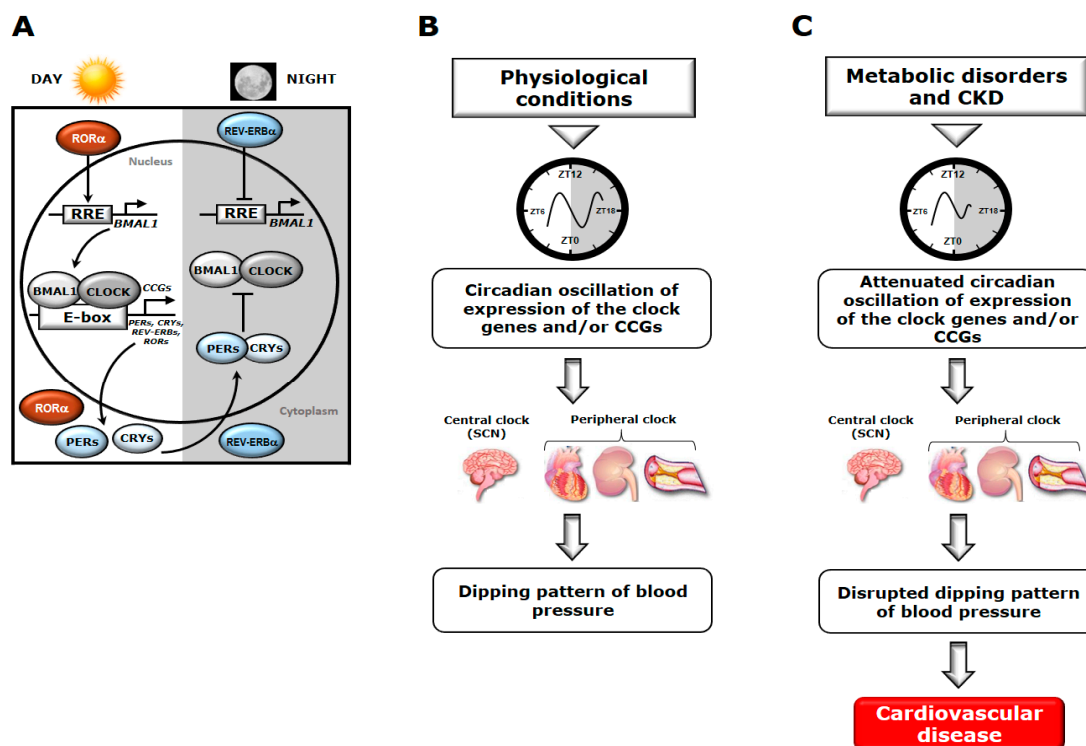 A
DAY
NIGHT
RORα
REV-ERBα
Nucleus
RRE
BMAL1
RRE
BMAL1
BMAL1
CLOCK
CCGs
E-box
PERs, CRYs,
REV-ERBs,
RORs
BMAL1
CLOCK
PERs
CRYs
RORα
Cytoplasm
PERs
CRYs
REV-ERBα
B
Physiological
conditions
ZT12
ZT6
ZT18
ZT0
Circadian oscillation of
expression of the clock
genes and/or CCGs
Central clock
(SCN)
Peripheral clock
Dipping pattern of blood
pressure
C
Metabolic disorders
and CKD
ZT12
ZT6
ZT18
ZT0
Attenuated circadian
oscillation of expression
of the clock genes and/or
CCGs
Central clock
(SCN)
Peripheral clock
Disrupted dipping pattern
of blood pressure
Cardiovascular
disease